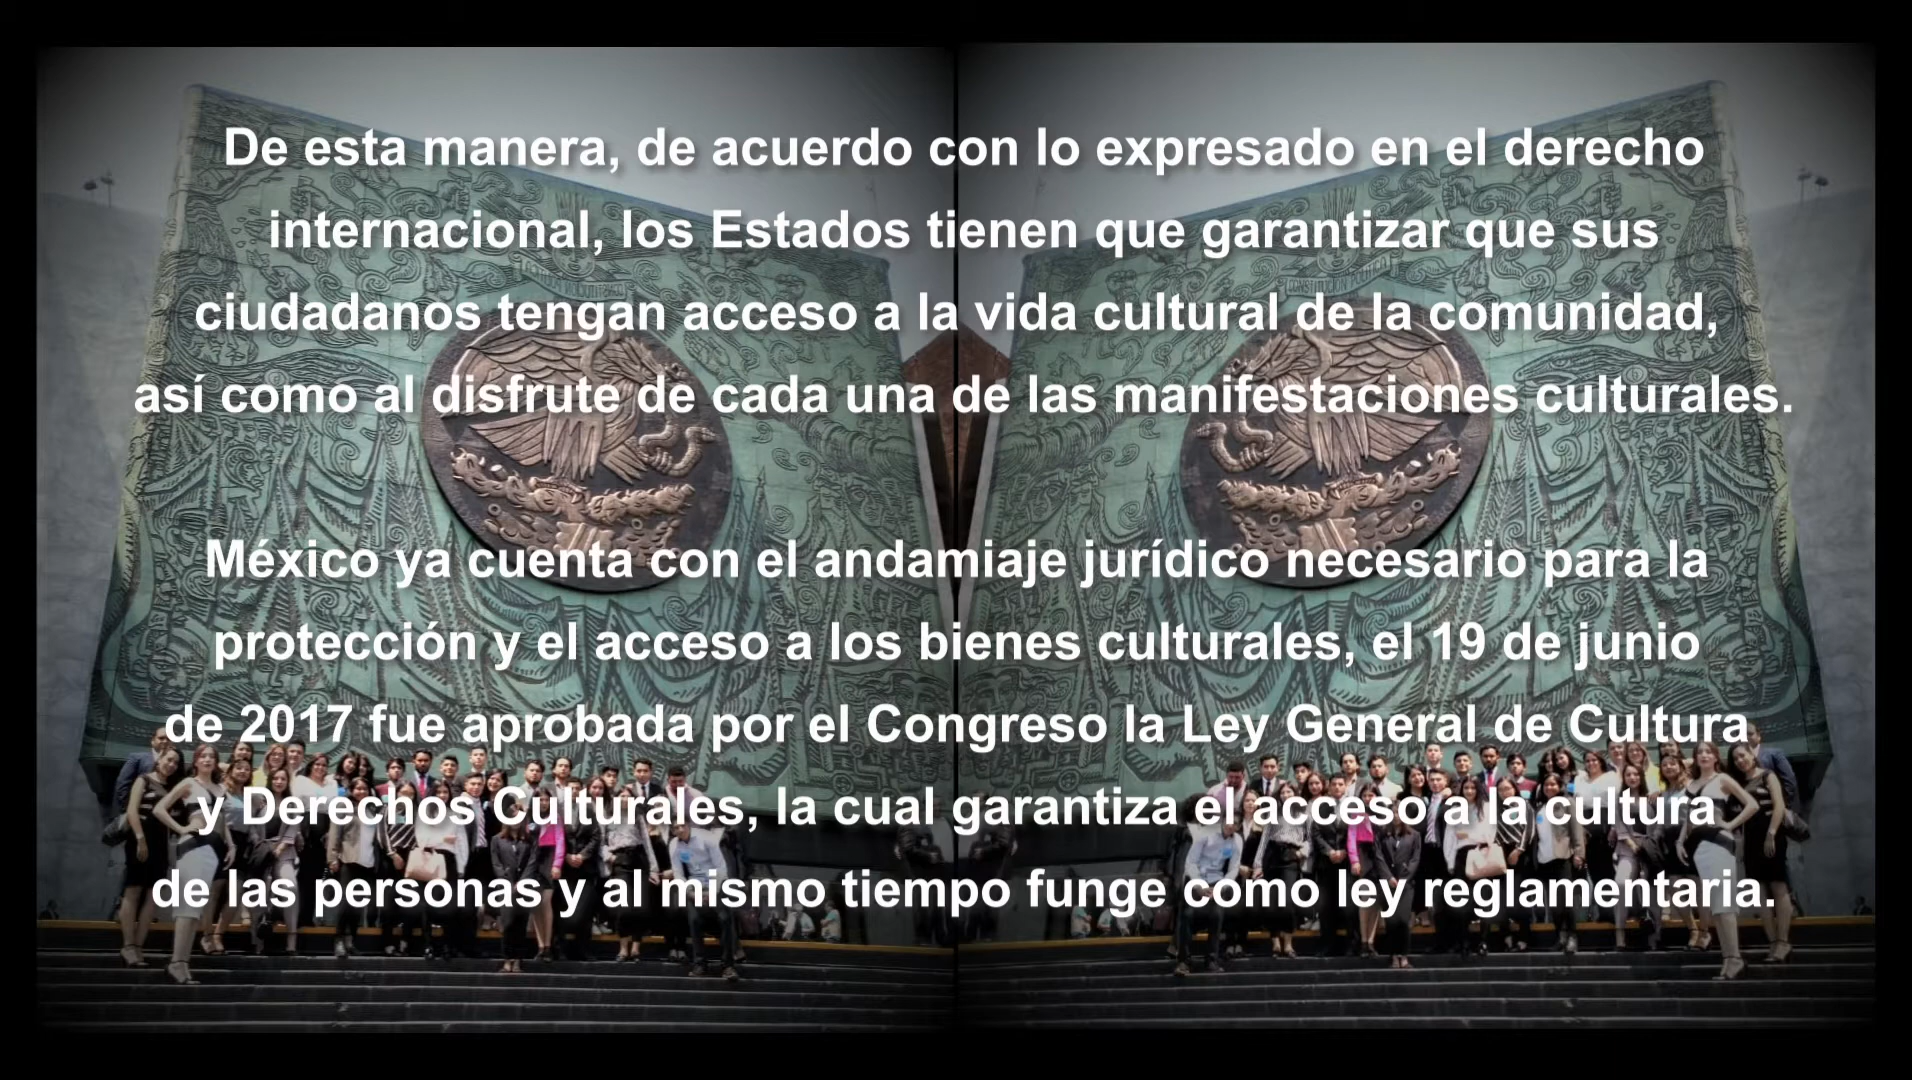 De esta manera, de acuerdo con lo expresado en el derecho
internacional, los Estados tienen que garantizar que sus
ciudadanos tengan acceso a la vida cultural de la comunidad,
así como al disfrute de cada una de las manifestaciones culturales.
México ya cuenta con el andamiaje jurídico necesario para la
protección y el acceso a los bienes culturales, el 19 de junio
de 2017 fue aprobada por el Congreso la Ley General de Cultura
y Derechos Culturales, la cual garantiza el acceso a la cultura
de las personas y al mismo tiempo funge como ley reglamentaria.